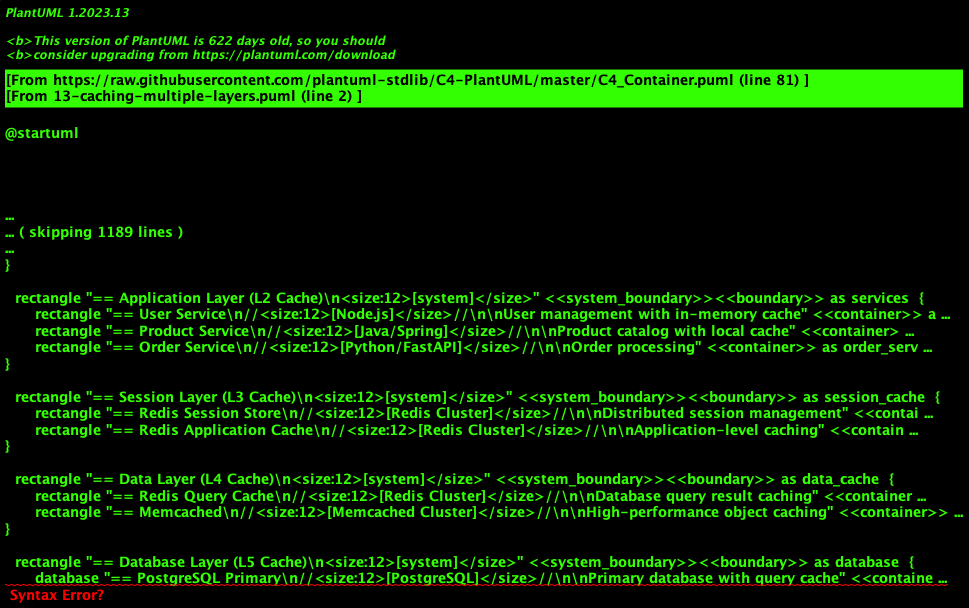 PlantUML 1.2023.13
<b>This version of PlantUML is 622 days old, so you should
<b>consider upgrading from https://plantuml.com/download
[From https://raw.githubusercontent.com/plantuml-stdlib/C4-PlantUML/master/C4_Container.puml (line 81) ]
[From 13-caching-multiple-layers.puml (line 2) ]
@startuml
...
... ( skipping 1189 lines )
...
}
rectangle "== Application Layer (L2 Cache)\n<size:12>[system]</size>" <<system_boundary>><<boundary>> as services  {
rectangle "== User Service\n//<size:12>[Node.js]</size>//\n\nUser management with in-memory cache" <<container>> a ...
rectangle "== Product Service\n//<size:12>[Java/Spring]</size>//\n\nProduct catalog with local cache" <<container> ...
rectangle "== Order Service\n//<size:12>[Python/FastAPI]</size>//\n\nOrder processing" <<container>> as order_serv ...
}
rectangle "== Session Layer (L3 Cache)\n<size:12>[system]</size>" <<system_boundary>><<boundary>> as session_cache  {
rectangle "== Redis Session Store\n//<size:12>[Redis Cluster]</size>//\n\nDistributed session management" <<contai ...
rectangle "== Redis Application Cache\n//<size:12>[Redis Cluster]</size>//\n\nApplication-level caching" <<contain ...
}
rectangle "== Data Layer (L4 Cache)\n<size:12>[system]</size>" <<system_boundary>><<boundary>> as data_cache  {
rectangle "== Redis Query Cache\n//<size:12>[Redis Cluster]</size>//\n\nDatabase query result caching" <<container ...
rectangle "== Memcached\n//<size:12>[Memcached Cluster]</size>//\n\nHigh-performance object caching" <<container>> ...
}
rectangle "== Database Layer (L5 Cache)\n<size:12>[system]</size>" <<system_boundary>><<boundary>> as database  {
database "== PostgreSQL Primary\n//<size:12>[PostgreSQL]</size>//\n\nPrimary database with query cache" <<containe ...
Syntax Error?